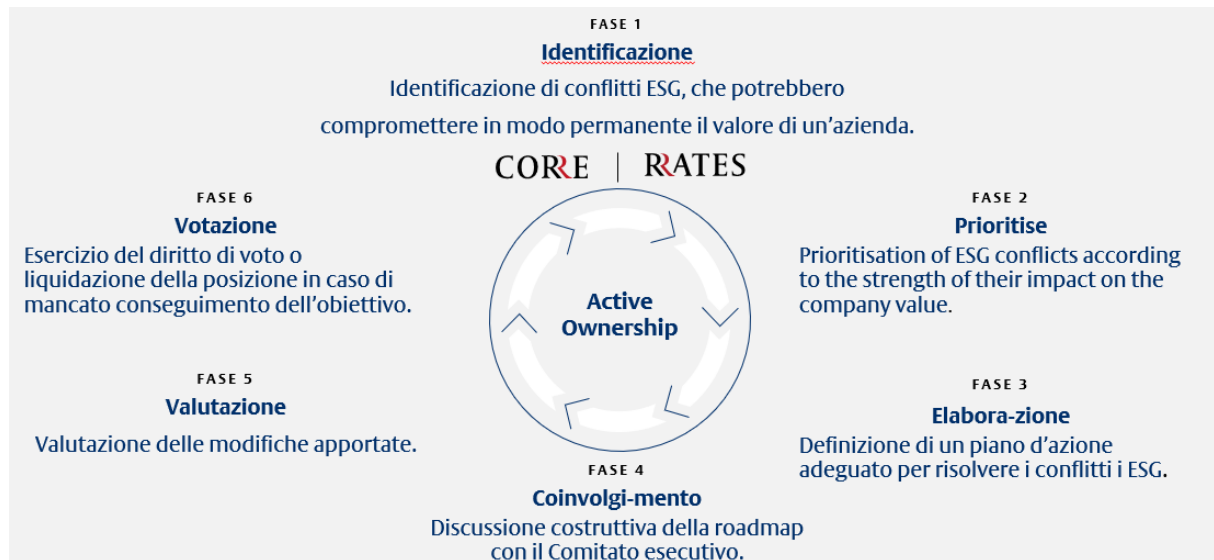 FASE 1
Identificazione
Identificazione di conflitti ESG, che potrebbero
compromettere in modo permanente il valore di un'azienda.
CORRE | RRATES
FASE 6
Votazione
Esercizio del diritto di voto o
liquidazione della posizione in caso di
mancato conseguimento dell'obiettivo.
FASE 2
Prioritise
Prioritisation of ESG conflicts according
to the strength of their impact on the
company value.
Active
Ownership
FASE 5
Valutazione
Valutazione delle modifiche apportate.
FASE 3
Elabora-zione
Definizione di un piano d'azione
adeguato per risolvere i conflitti i ESG.
FASE 4
Coinvolgi-mento
Discussione costruttiva della roadmap
con il Comitato esecutivo.